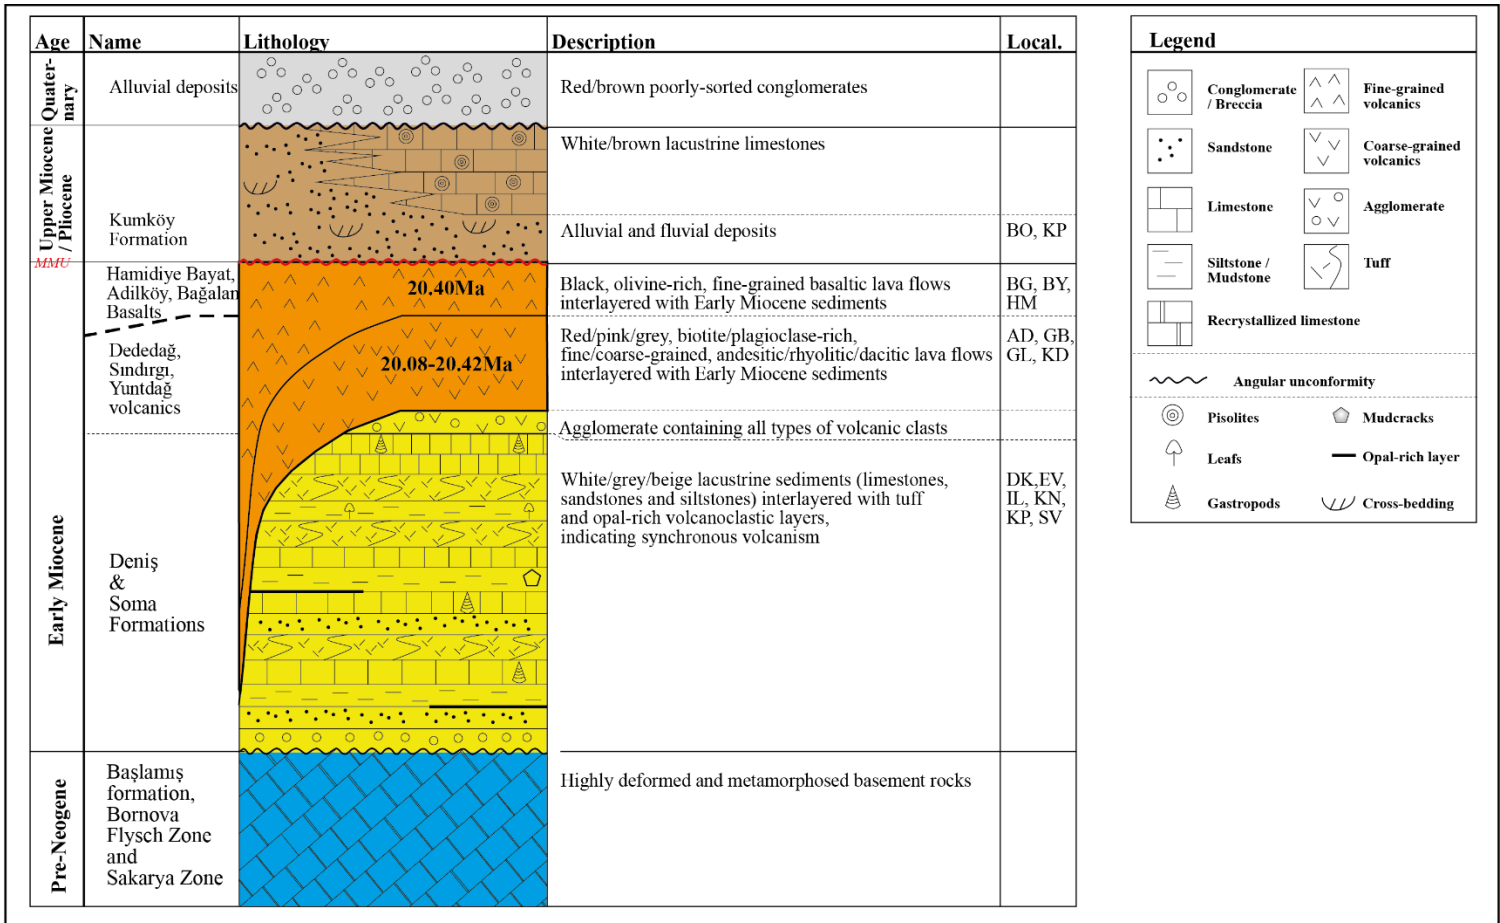 Age Name Lithology Description Local.
Quater-
nary
Alluvial deposits
Red/brown poorly-sorted conglomerates
Upper Miocene
/ Pliocene
Kumköy
Formation
White/brown lacustrine limestones
Alluvial and fluvial deposits
BO, KP
MMU
Hamidiye Bayat,
Adilköy, Bağalan
Basalts
20.40Ma
Black, olivine-rich, fine-grained basaltic lava flows
interlayered with Early Miocene sediments
BG, BY,
HM
Dededağ,
Sındırgı,
Yuntdağ
volcanics
20.08-20.42Ma
Red/pink/grey, biotite/plagioclase-rich,
fine/coarse-grained, andesitic/rhyolitic/dacitic lava flows
interlayered with Early Miocene sediments
AD, GB,
GL, KD
Agglomerate containing all types of volcanic clasts
Early Miocene
Deniş
&
Soma
Formations
White/grey/beige lacustrine sediments (limestones,
sandstones and siltstones) interlayered with tuff
and opal-rich volcanoclastic layers,
indicating synchronous volcanism
DK,EV,
IL, KN,
KP, SV
Pre-Neogene
Başlamış
formation,
Bornova
Flysch Zone
and
Sakarya Zone
Highly deformed and metamorphosed basement rocks
Legend
Conglomerate
/ Breccia
Fine-grained
volcanics
Sandstone
Coarse-grained
volcanics
Limestone
Agglomerate
Siltstone /
Mudstone
Tuff
Recrystallized limestone
Angular unconformity
Pisolites
Mudcracks
Leafs
Opal-rich layer
Gastropods
Cross-bedding